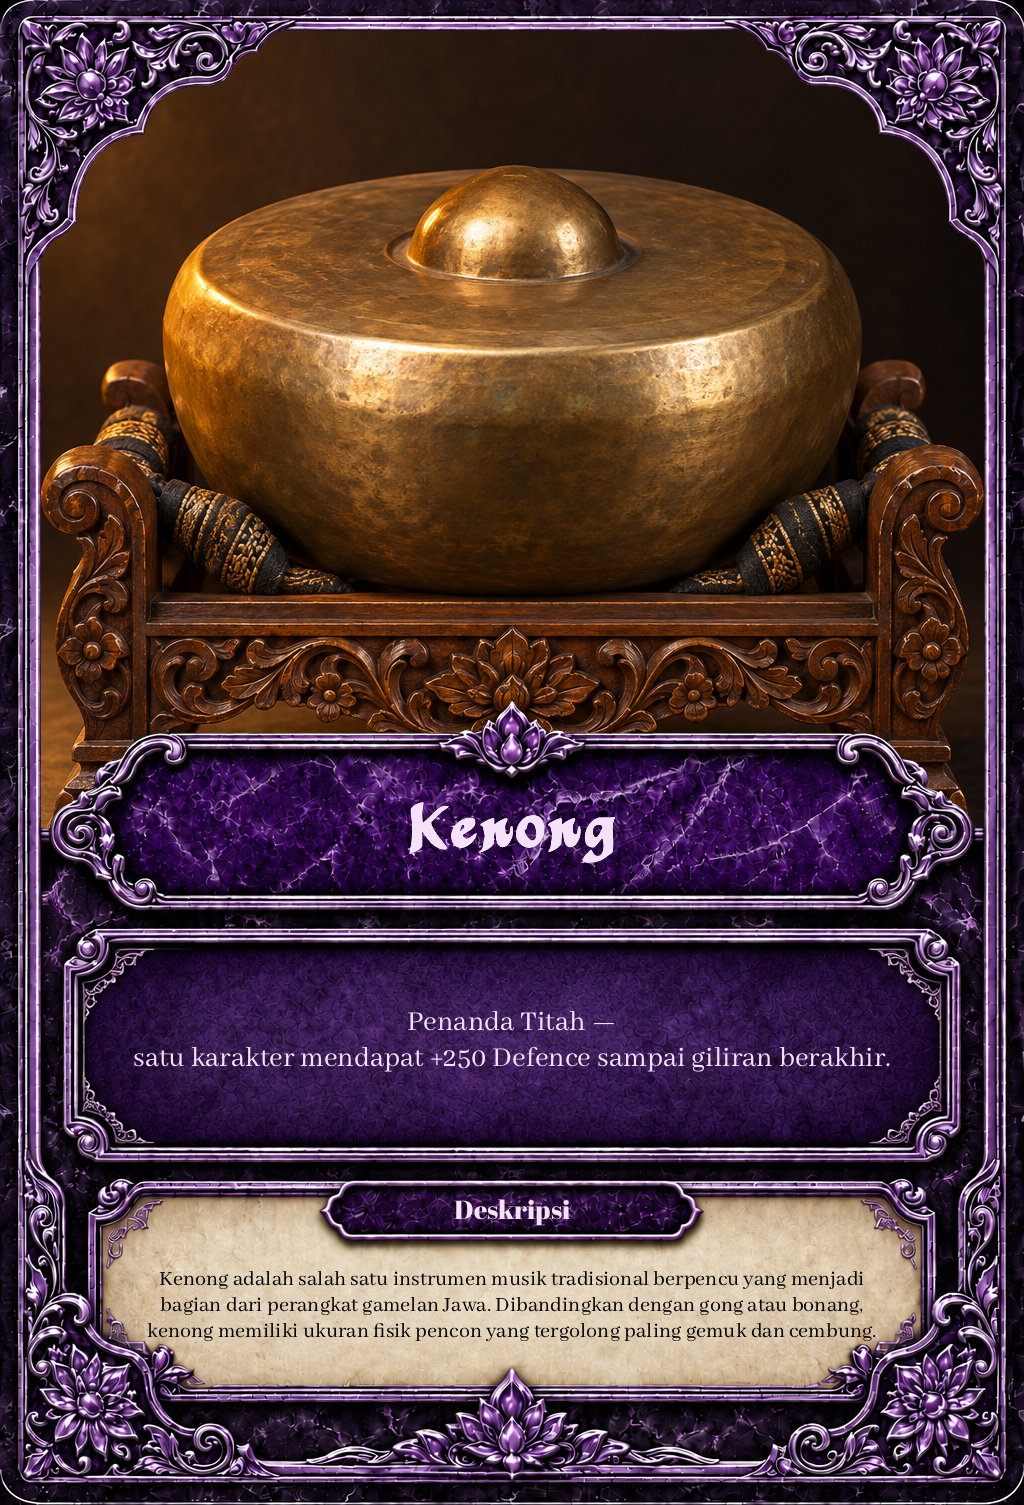 Kenong
Penanda Titah —
satu karakter mendapat +250 Defence sampai giliran berakhir.
Deskripsi
Kenong adalah salah satu instrumen musik tradisional berpencu yang menjadi
bagian dari perangkat gamelan Jawa. Dibandingkan dengan gong atau bonang,
kenong memiliki ukuran fisik pencon yang tergolong paling gemuk dan cembung.